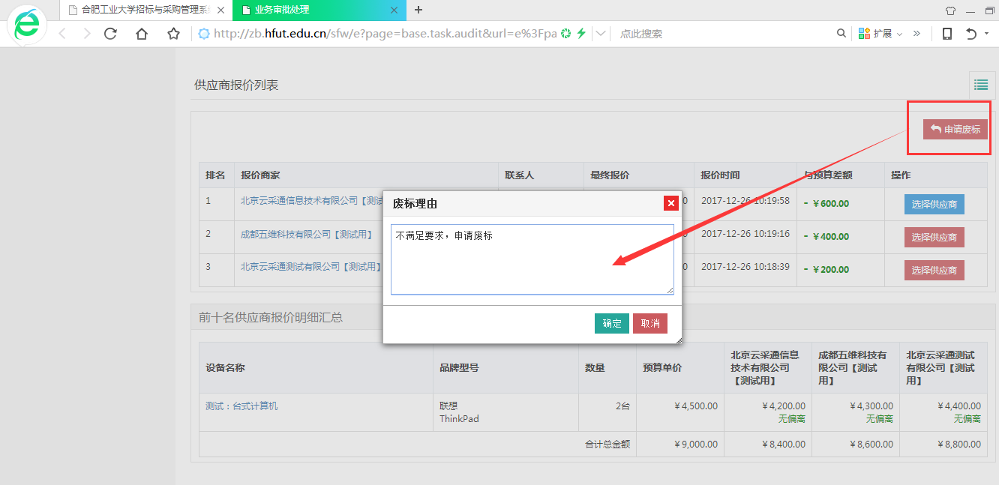 合肥工业大学招标与采购管理系
业务审批处理
http://zb.hfut.edu.cn/sfw/e?page=base.task.audit&url=e%3Fpa
点此搜索
扩展
供应商报价列表
申请废标
排名 报价商家 联系人 最终报价 报价时间 与预算差额 操作
1 北京云采通信息技术有限公司【测试 0 2017-12-26 10:19:58 - ￥600.00 选择供应商
2 成都五维科技有限公司【测试用】 0 2017-12-26 10:19:16 - ￥400.00 选择供应商
3 北京云采通测试有限公司【测试用】 0 2017-12-26 10:18:39 - ￥200.00 选择供应商
废标理由
不满足要求，申请废标
确定 取消
前十名供应商报价明细汇总
设备名称 品牌型号 数量 预算单价 北京云采通信息技术有限公司【测试用】 成都五维科技有限公司【测试用】 北京云采通测试有限公司【测试用】
测试：台式计算机 联想 2台 ￥4,500.00 ￥4,200.00 ￥4,300.00 ￥4,400.00
ThinkPad 无偏离 无偏离 无偏离
合计总金额 ￥9,000.00 ￥8,400.00 ￥8,600.00 ￥8,800.00